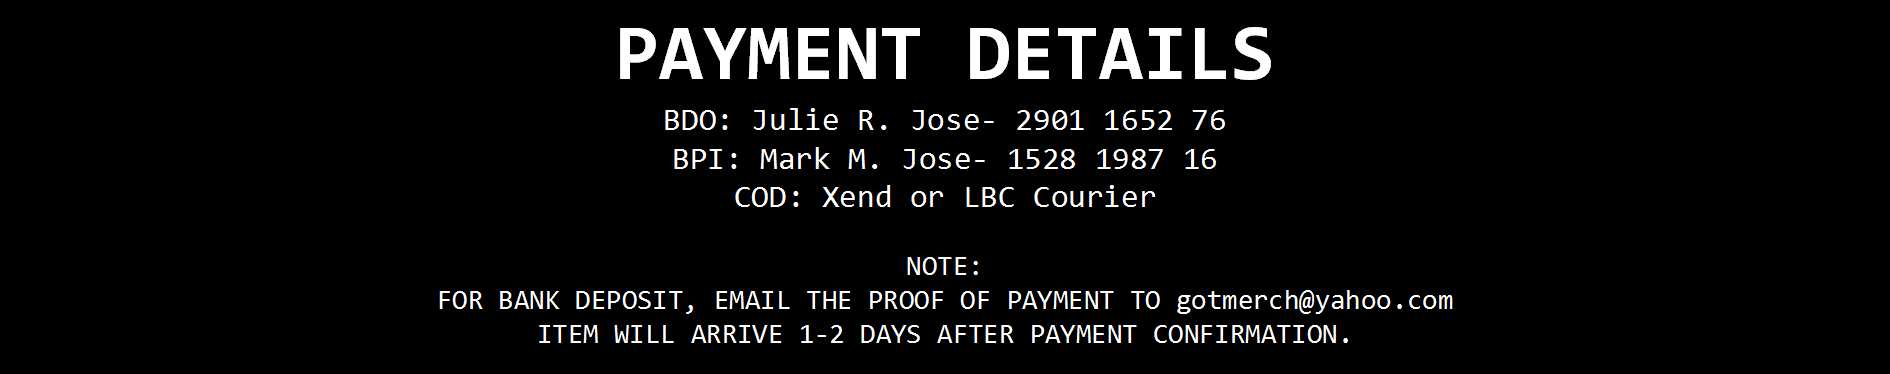 PAYMENT DETAILS
BDO: Julie R. Jose- 2901 1652 76
BPI: Mark M. Jose- 1528 1987 16
COD: Xend or LBC Courier
NOTE:
FOR BANK DEPOSIT, EMAIL THE PROOF OF PAYMENT TO gotmerch@yahoo.com
ITEM WILL ARRIVE 1-2 DAYS AFTER PAYMENT CONFIRMATION.